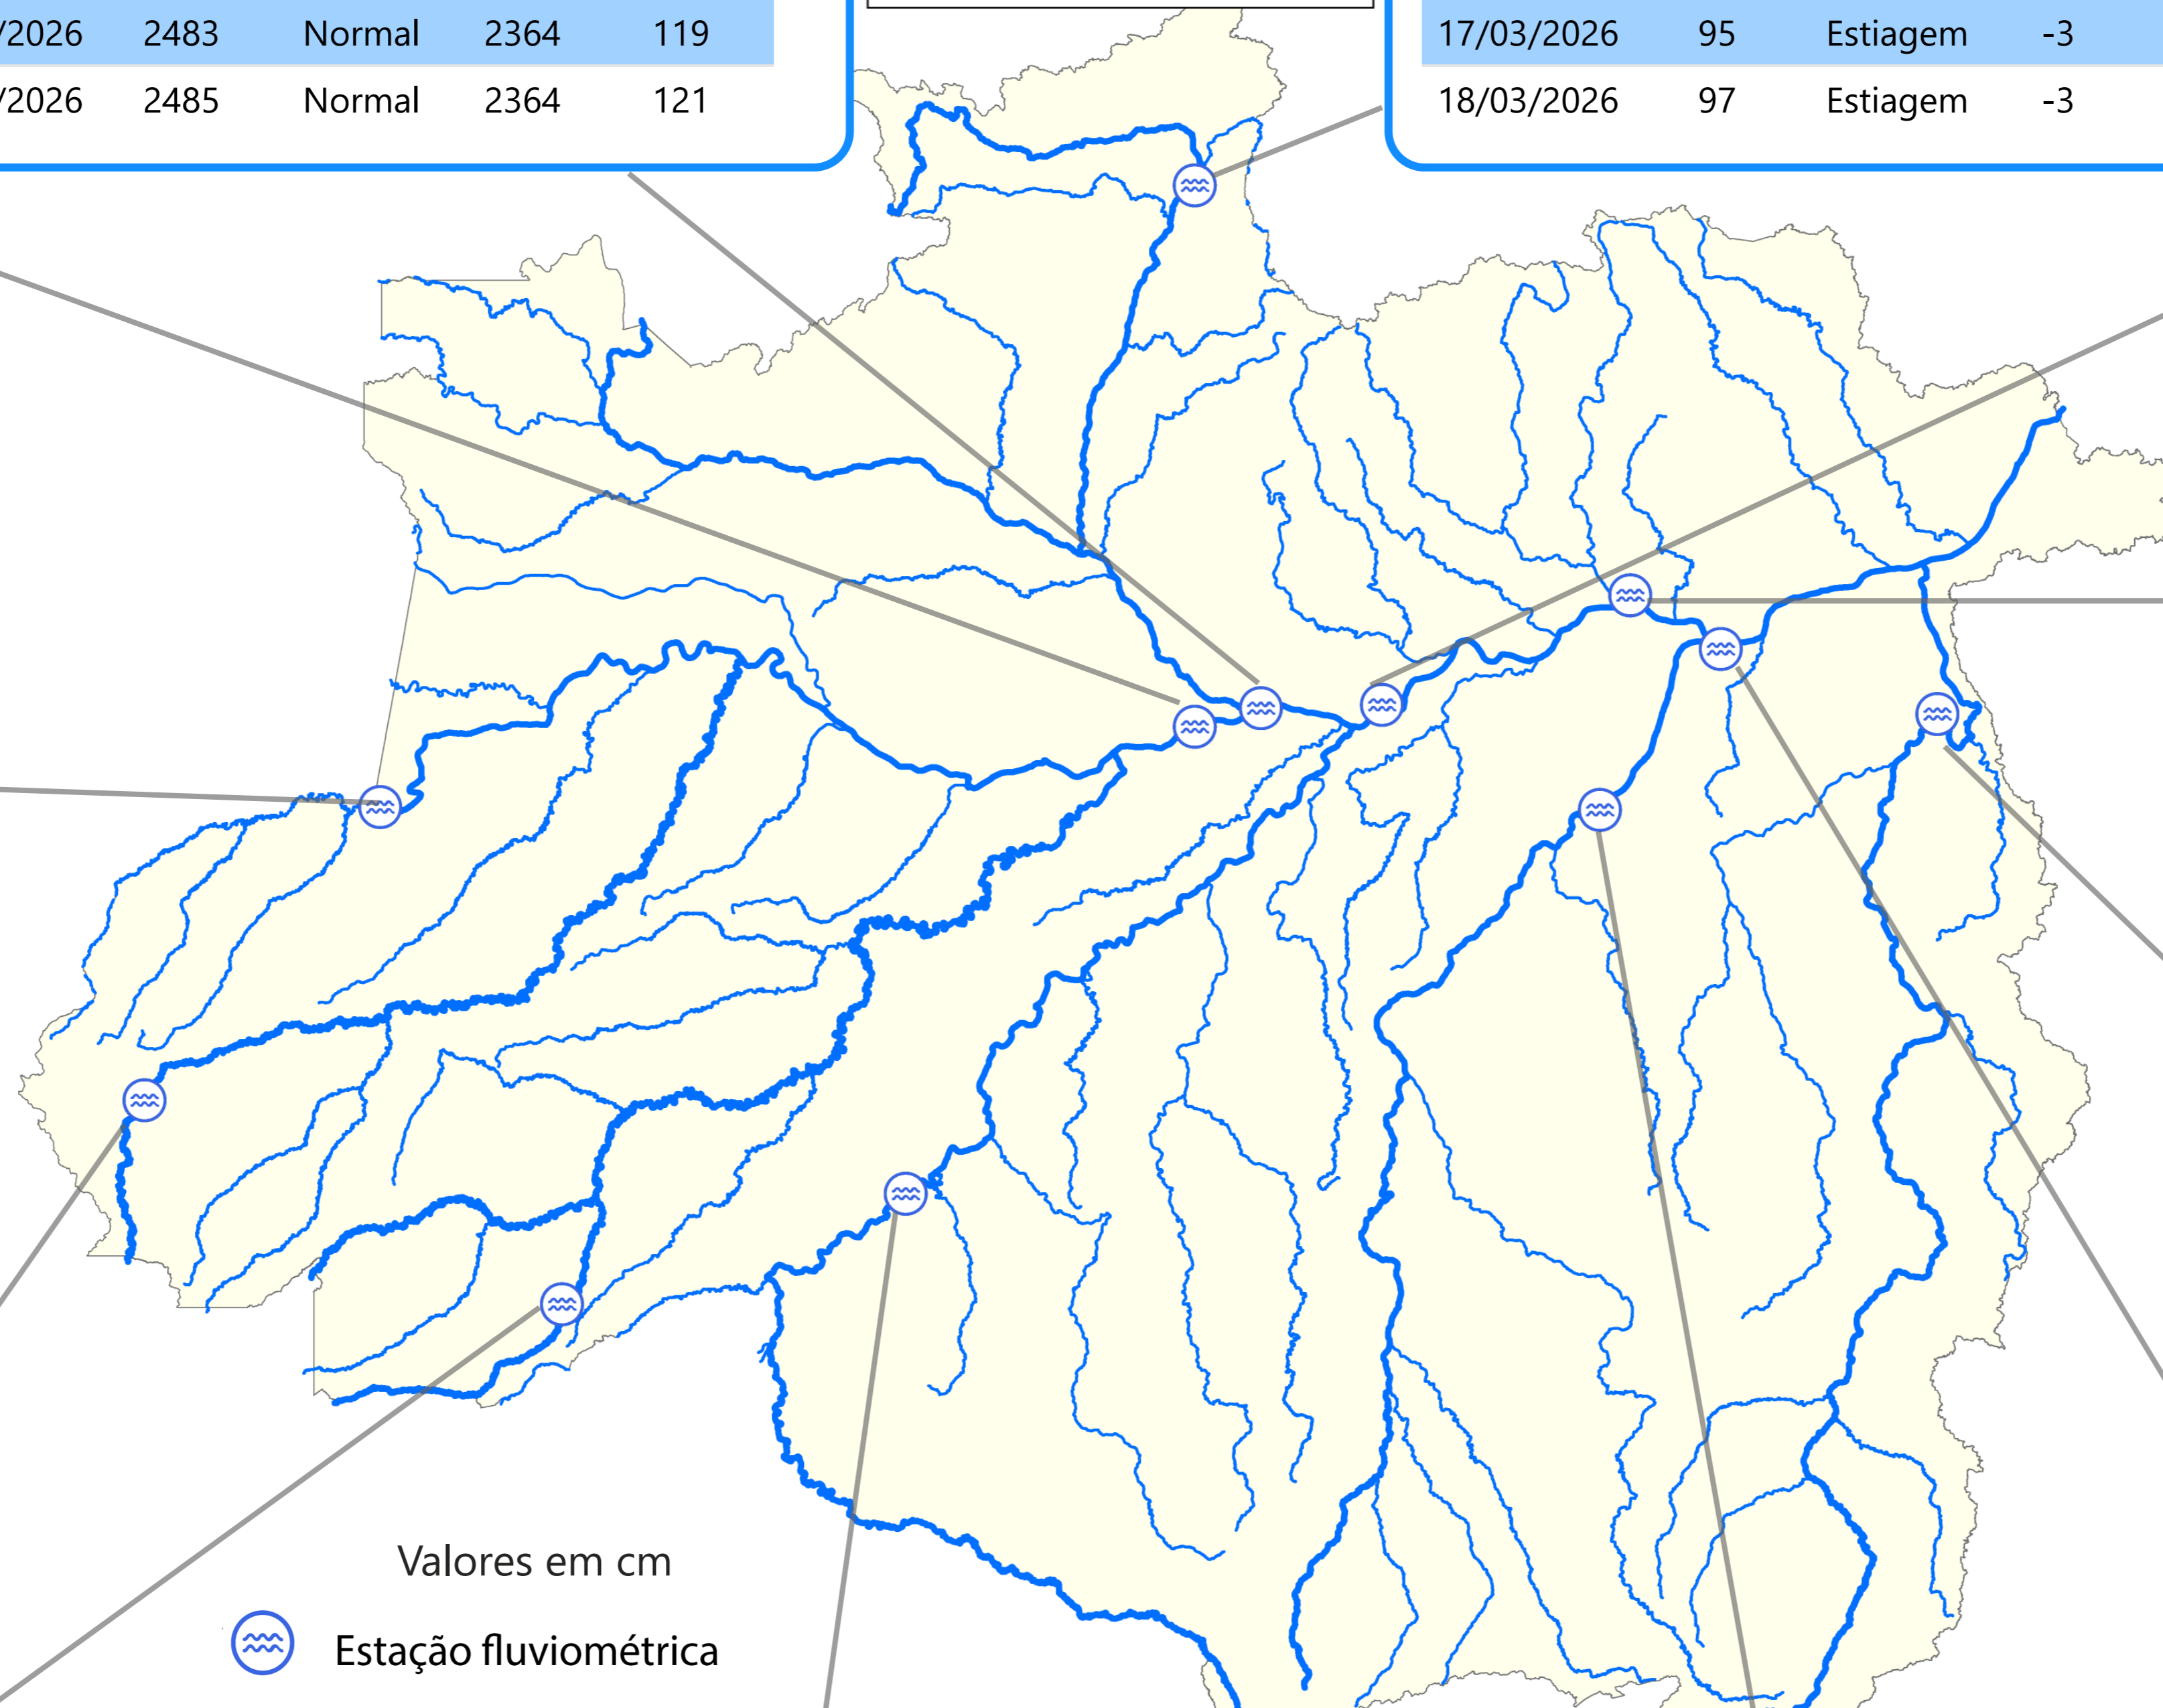 /2026 2483 Normal 2364 119
/2026 2485 Normal 2364 121
17/03/2026 95 Estiagem -3
18/03/2026 97 Estiagem -3
Valores em cm
Estação fluviométrica